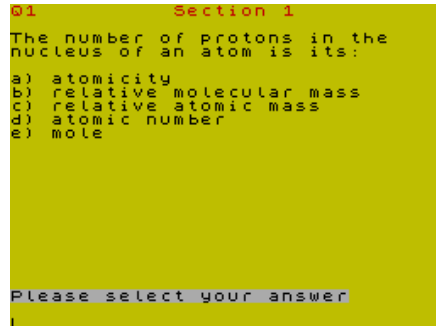 Q1 Section 1
The number of protons in the
nucleus of an atom is its:
a) atomicity
b) relative molecular mass
c) relative atomic mass
d) atomic number
e) mole
Please select your answer